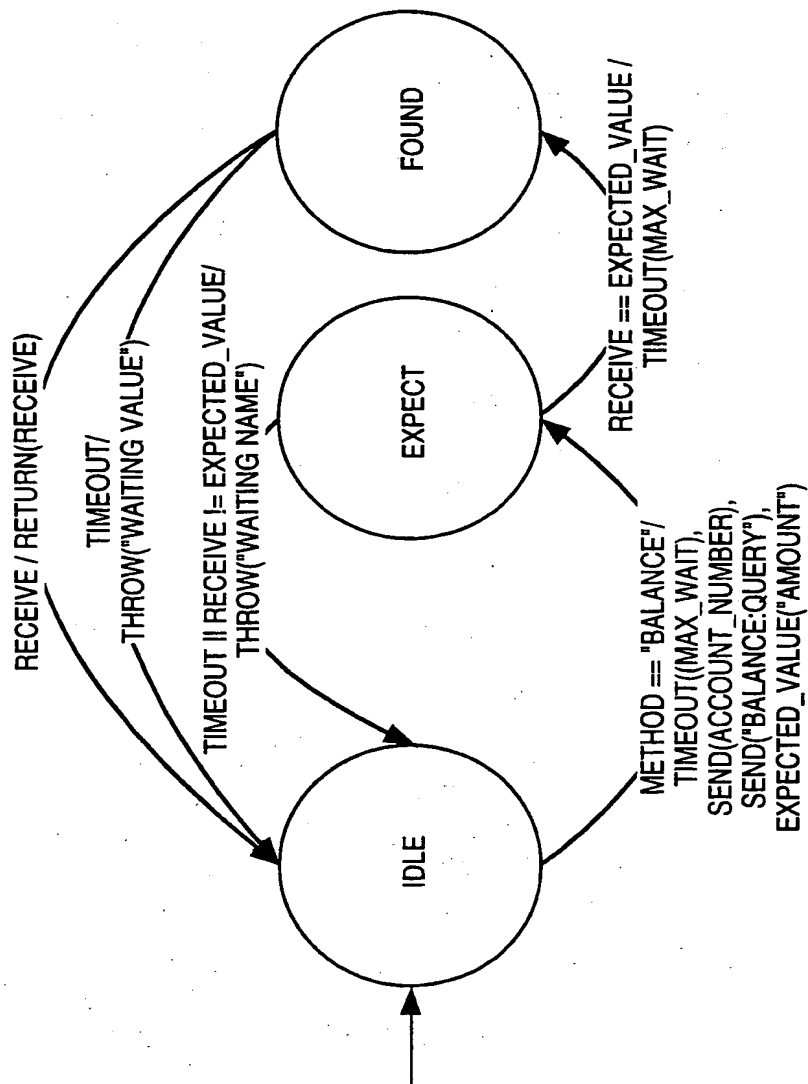 RECEIVE / RETURN(RECEIVE)
TIMEOUT/
THROW("WAITING VALUE")
TIMEOUT || RECEIVE != EXPECTED_VALUE/
THROW("WAITING NAME")
IDLE
EXPECT
FOUND
METHOD == "BALANCE"/
TIMEOUT((MAX_WAIT),
SEND(ACCOUNT_NUMBER),
SEND("BALANCE:QUERY"),
EXPECTED_VALUE("AMOUNT")
RECEIVE == EXPECTED_VALUE /
TIMEOUT(MAX_WAIT)